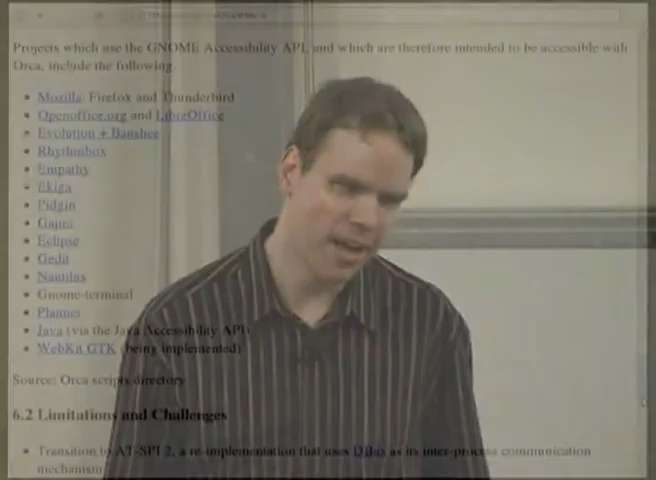 Projects which use the GNOME Accessibility API, and which are therefore intended to be accessible with
Orca, include the following.
Mozilla: Firefox and Thunderbird
Openoffice.org and LibreOffice
Evolution + Banshee
Rhythmbox
Empathy
Ekiga
Pidgin
Gajim
Eclipse
Gedit
Nautilus
Gnome-terminal
Planner
Java (via the Java Accessibility API)
WebKit GTK (being implemented)
Source: Orca scripts directory
6.2 Limitations and Challenges
Transition to AT-SPI 2, a re-implementation that uses DBus as its inter-process communication
mechanism